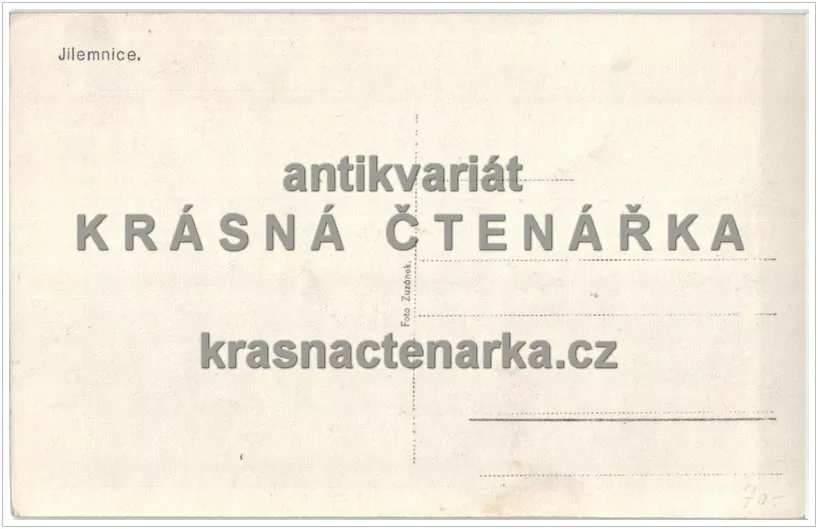 Jilemnice.
antikvariát
KRÁSNÁ ČTENÁŘKA
Foto Zuzánek.
krasnactenarka.cz
70.-